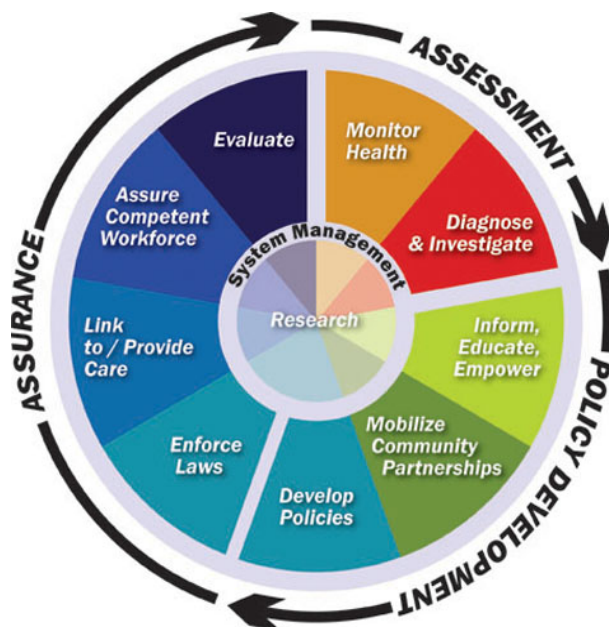 ASSESSMENT
POLICY DEVELOPMENT
ASSURANCE
Monitor
Health
Diagnose
& Investigate
Inform,
Educate,
Empower
Mobilize
Community
Partnerships
Develop
Policies
Enforce
Laws
Link
to / Provide
Care
Assure
Competent
Workforce
Evaluate
System Management
Research